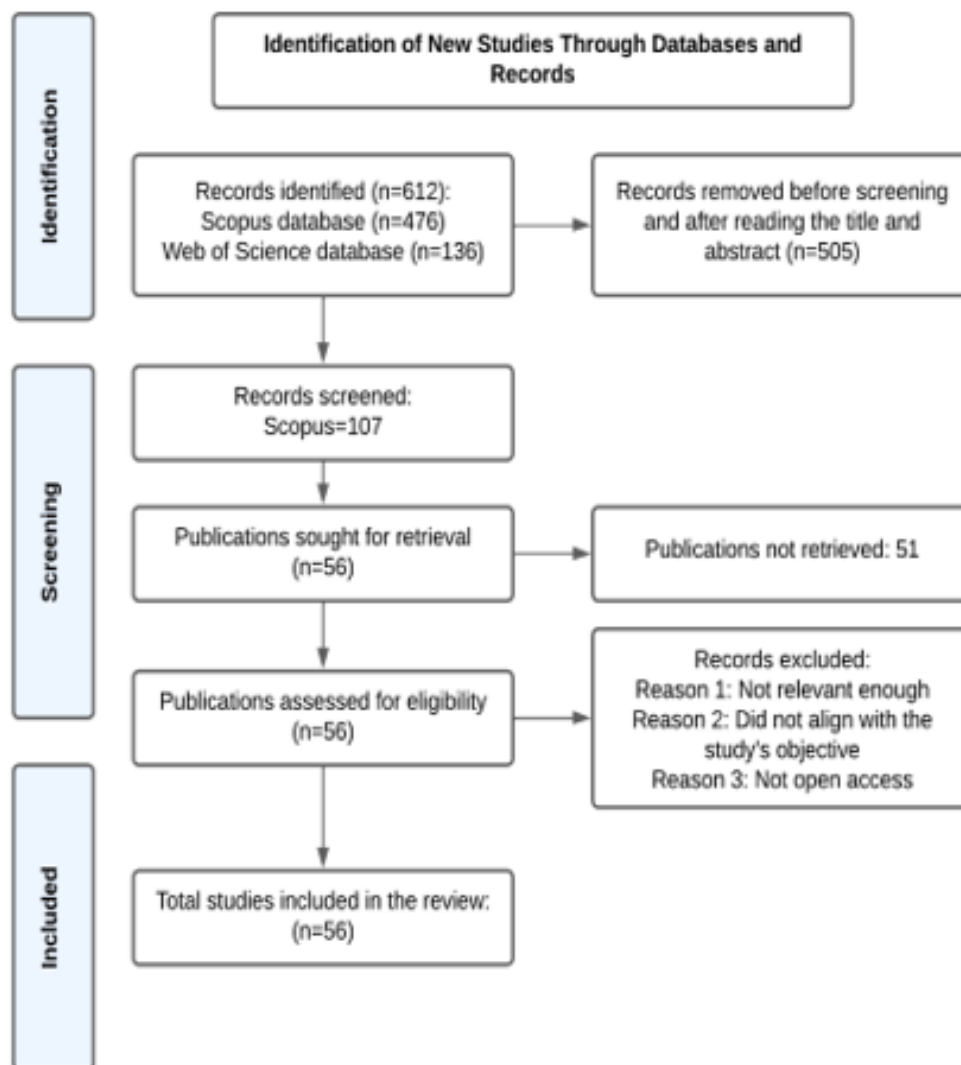 Identification of New Studies Through Databases and
Records
Identification
Records identified (n=612):
Scopus database (n=476)
Web of Science database (n=136)
Records removed before screening
and after reading the title and
abstract (n=505)
Screening
Records screened:
Scopus=107
Publications sought for retrieval
(n=56)
Publications not retrieved: 51
Publications assessed for eligibility
(n=56)
Records excluded:
Reason 1: Not relevant enough
Reason 2: Did not align with the
study's objective
Reason 3: Not open access
Included
Total studies included in the review:
(n=56)